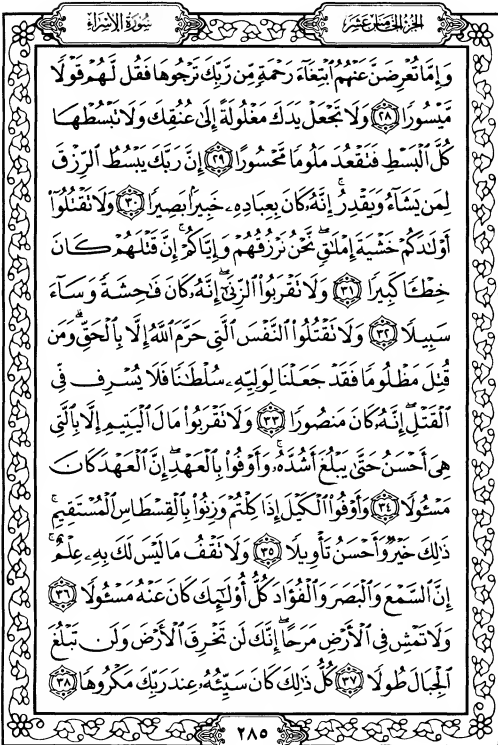 الجزء الخامس عشر
سورة الإسراء
وَإِمَّا تُعْرِضَنَّ عَنْهُمُ ٱبْتِغَآءَ رَحْمَةٍ مِّن رَّبِّكَ تَرْجُوهَا فَقُل لَّهُمْ قَوْلًا
مَّيْسُورًا ٢٨ وَلَا تَجْعَلْ يَدَكَ مَغْلُولَةً إِلَىٰ عُنُقِكَ وَلَا تَبْسُطْهَا
كُلَّ ٱلْبَسْطِ فَتَقْعُدَ مَلُومًا مَّحْسُورًا ٢٩ إِنَّ رَبَّكَ يَبْسُطُ ٱلرِّزْقَ
لِمَن يَشَآءُ وَيَقْدِرُ ۚ إِنَّهُۥ كَانَ بِعِبَادِهِۦ خَبِيرًۢا بَصِيرًا ٣٠ وَلَا تَقْتُلُوٓا۟
أَوْلَـٰدَكُمْ خَشْيَةَ إِمْلَـٰقٍ ۖ نَّحْنُ نَرْزُقُهُمْ وَإِيَّاكُمْ ۚ إِنَّ قَتْلَهُمْ كَانَ
خِطْـًٔا كَبِيرًا ٣١ وَلَا تَقْرَبُوا۟ ٱلزِّنَىٰٓ ۖ إِنَّهُۥ كَانَ فَـٰحِشَةً وَسَآءَ
سَبِيلًا ٣٢ وَلَا تَقْتُلُوا۟ ٱلنَّفْسَ ٱلَّتِى حَرَّمَ ٱللَّهُ إِلَّا بِٱلْحَقِّ ۗ وَمَن
قُتِلَ مَظْلُومًا فَقَدْ جَعَلْنَا لِوَلِيِّهِۦ سُلْطَـٰنًا فَلَا يُسْرِف فِّى
ٱلْقَتْلِ ۖ إِنَّهُۥ كَانَ مَنصُورًا ٣٣ وَلَا تَقْرَبُوا۟ مَالَ ٱلْيَتِيمِ إِلَّا بِٱلَّتِى
هِىَ أَحْسَنُ حَتَّىٰ يَبْلُغَ أَشُدَّهُۥ ۚ وَأَوْفُوا۟ بِٱلْعَهْدِ ۖ إِنَّ ٱلْعَهْدَ كَانَ
مَسْـُٔولًا ٣٤ وَأَوْفُوا۟ ٱلْكَيْلَ إِذَا كِلْتُمْ وَزِنُوا۟ بِٱلْقِسْطَاسِ ٱلْمُسْتَقِيمِ ۚ
ذَٰلِكَ خَيْرٌ وَأَحْسَنُ تَأْوِيلًا ٣٥ وَلَا تَقْفُ مَا لَيْسَ لَكَ بِهِۦ عِلْمٌ ۚ
إِنَّ ٱلسَّمْعَ وَٱلْبَصَرَ وَٱلْفُؤَادَ كُلُّ أُو۟لَـٰٓئِكَ كَانَ عَنْهُ مَسْـُٔولًا ٣٦
وَلَا تَمْشِ فِى ٱلْأَرْضِ مَرَحًا ۖ إِنَّكَ لَن تَخْرِقَ ٱلْأَرْضَ وَلَن تَبْلُغَ
ٱلْجِبَالَ طُولًا ٣٧ كُلُّ ذَٰلِكَ كَانَ سَيِّئُهُۥ عِندَ رَبِّكَ مَكْرُوهًا ٣٨
٢٨٥